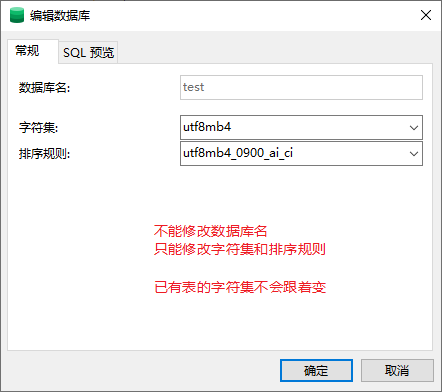 编辑数据库
常规
SQL 预览
数据库名:
test
字符集:
utf8mb4
排序规则:
utf8mb4_0900_ai_ci
不能修改数据库名
只能修改字符集和排序规则
已有表的字符集不会跟着变
确定
取消